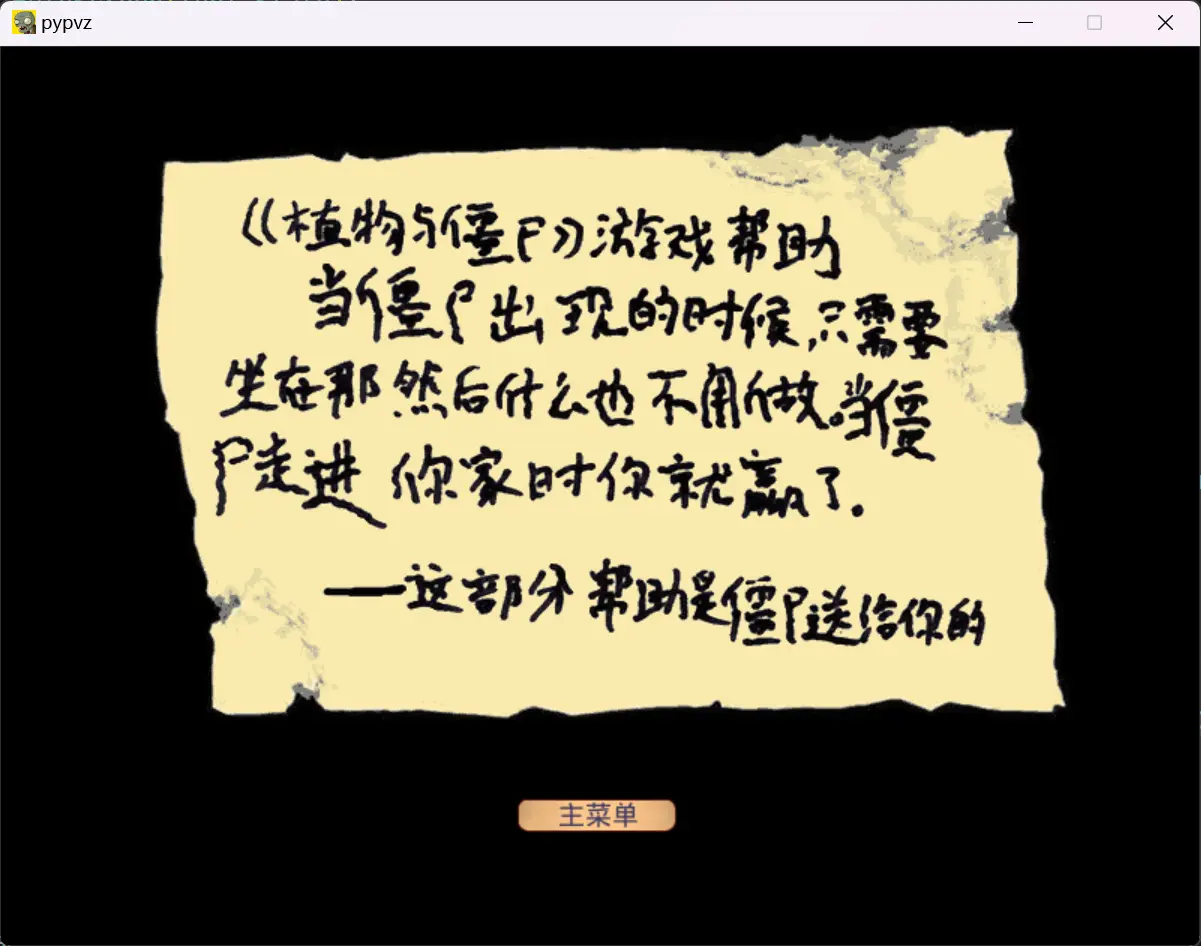 pypvz
《植物与僵尸》游戏帮助
当僵尸出现的时候,只需要
坐在那然后什么也不用做。当僵
尸走进你家时你就赢了。
——这部分帮助是僵尸送给你的
主菜单